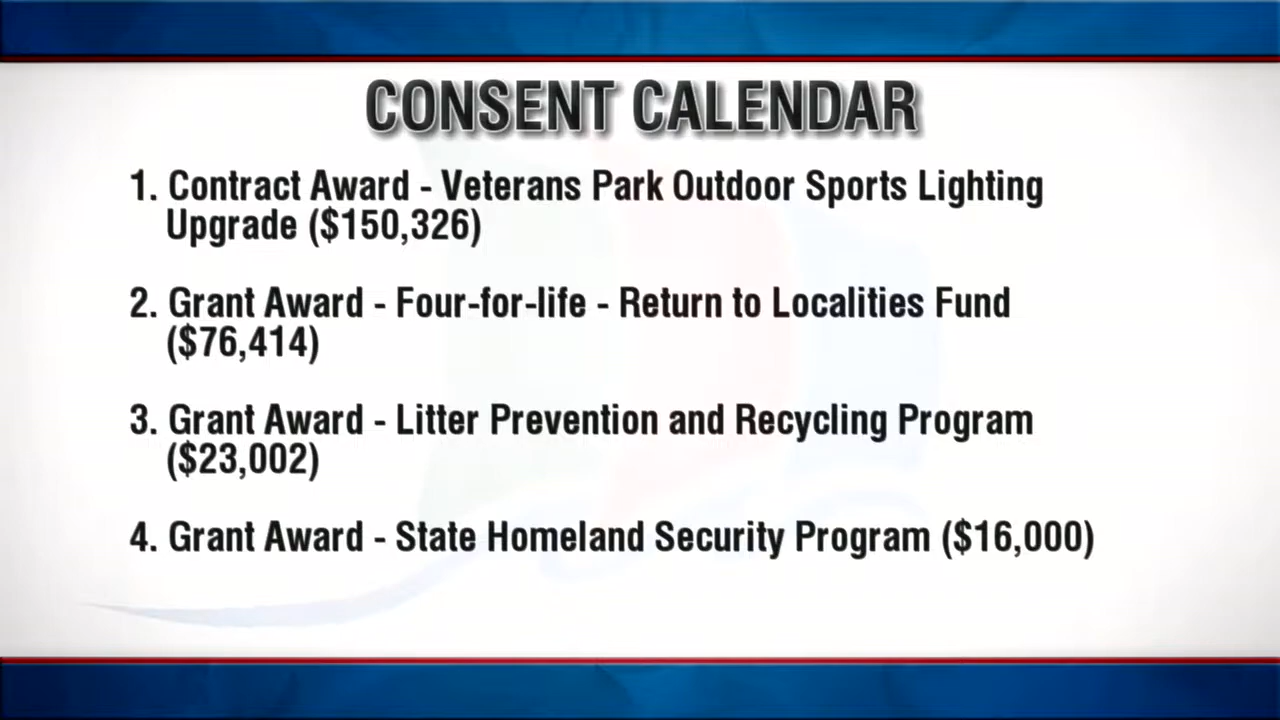 CONSENT CALENDAR
1. Contract Award - Veterans Park Outdoor Sports Lighting
Upgrade ($150,326)
2. Grant Award - Four-for-life - Return to Localities Fund
($76,414)
3. Grant Award - Litter Prevention and Recycling Program
($23,002)
4. Grant Award - State Homeland Security Program ($16,000)